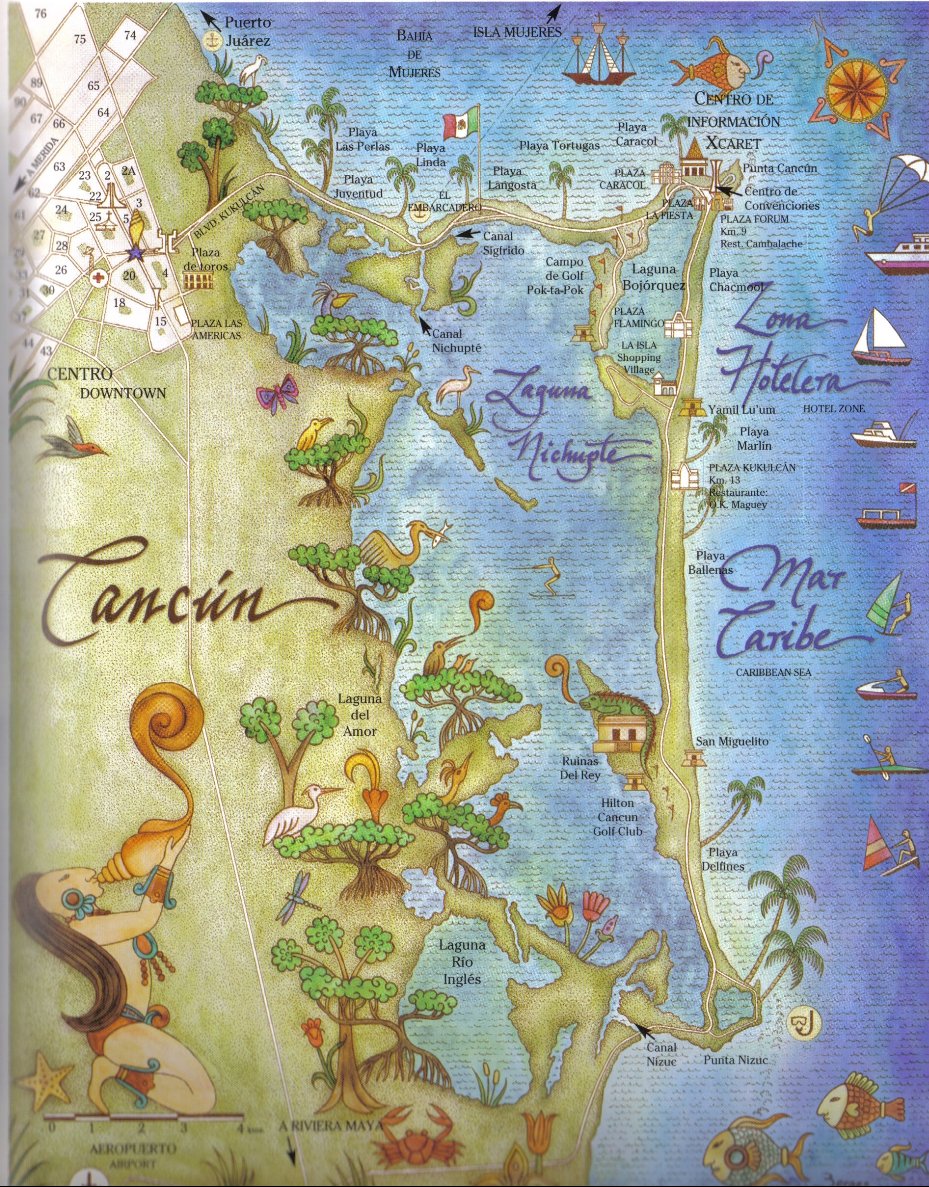 76
75
74
Puerto
Juárez
BAHÍA
DE
MUJERES
ISLA MUJERES
CENTRO DE
INFORMACIÓN
XCARET
89
65
90
64
67
66
A MERIDA
63
62
61
23
2
2A
22
3
24
25
5
27
28
26
30
20
4
18
15
44
43
BLVD KUKULCÁN
Plaza
de toros
PLAZA LAS
AMERICAS
CENTRO
DOWNTOWN
Playa
Las Perlas
Playa
Juventud
Playa
Linda
EL
EMBARCADERO
Playa
Langosta
Playa Tortugas
Playa
Caracol
PLAZA
CARACOL
PLAZA
LA FIESTA
Punta Cancún
Centro de
Convenciones
PLAZA FORUM
Km. 9
Rest. Cambalache
Canal
Sigfrido
Canal
Nichupté
Campo
de Golf
Pok-ta-Pok
Laguna
Bojórquez
Playa
Chacmool
PLAZA
FLAMINGO
LA ISLA
Shopping
Village
Zona
Hotelera
HOTEL ZONE
Laguna
Nichupte
Yamil Lu'um
Playa
Marlín
PLAZA KUKULCÁN
Km. 13
Restaurante:
O.K. Maguey
Playa
Ballenas
Mar
Caribe
CARIBBEAN SEA
Cancún
Laguna
del
Amor
Ruinas
Del Rey
San Miguelito
Hilton
Cancun
Golf Club
Playa
Delfines
Laguna
Río
Inglés
Canal
Nizuc
Punta Nizuc
0 1 2 3 4 kms.
A RIVIERA MAYA
AEROPUERTO
AIRPORT